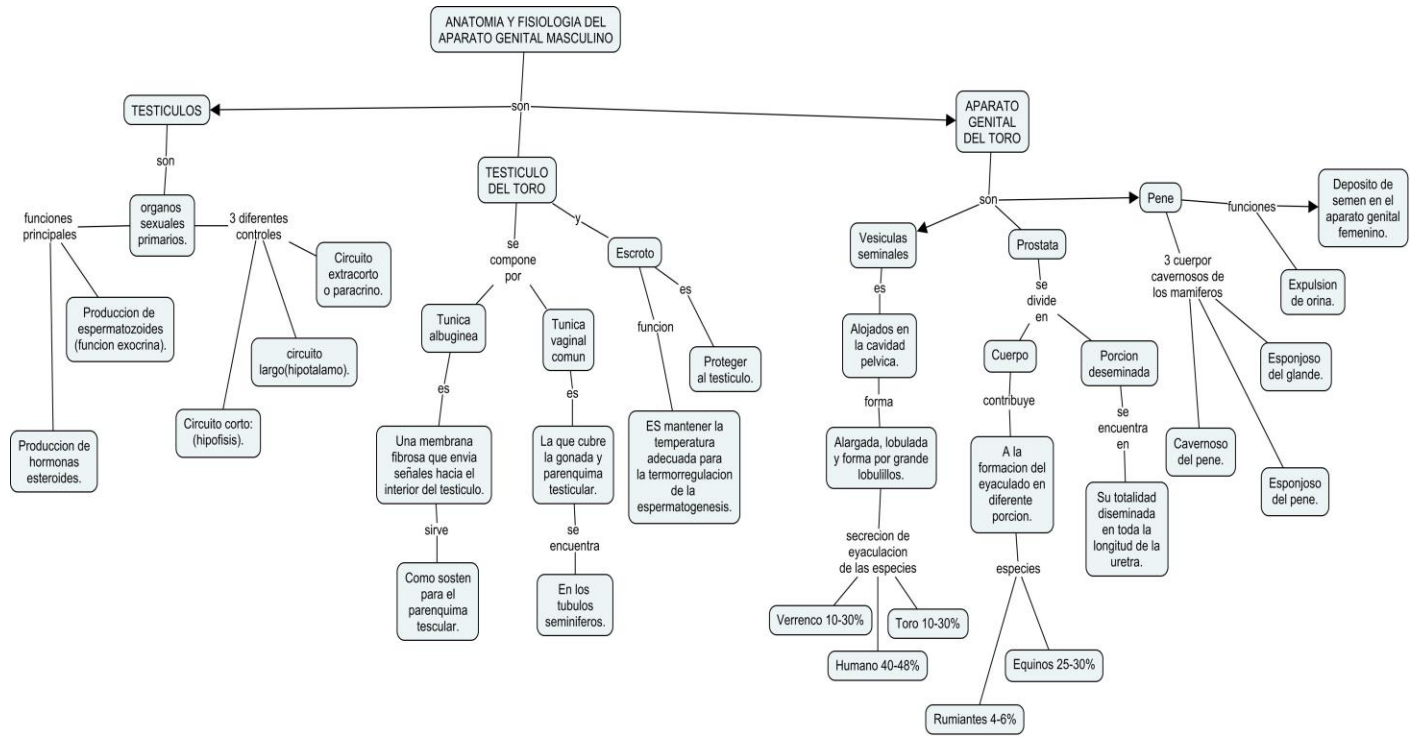 ANATOMIA Y FISIOLOGIA DEL
APARATO GENITAL MASCULINO
son
TESTICULOS
son
organos
sexuales
primarios.
funciones
principales
Produccion de
espermatozoides
(funcion exocrina).
Produccion de
hormonas
esteroides.
3 diferentes
controles
Circuito
extracorto
o paracrino.
circuito
largo(hipotalamo).
Circuito corto:
(hipofisis).
TESTICULO
DEL TORO
se
compone
por
Tunica
albuginea
es
Una membrana
fibrosa que envia
señales hacia el
interior del testiculo.
sirve
Como sosten
para el
parenquima
tescular.
Tunica
vaginal
comun
es
La que cubre
la gonada y
parenquima
testicular.
se
encuentra
En los
tubulos
seminiferos.
y
Escroto
funcion
ES mantener la
temperatura
adecuada para
la termorregulacion
de la
espermatogenesis.
es
Proteger
al testiculo.
APARATO
GENITAL
DEL TORO
son
Vesiculas
seminales
es
Alojados en
la cavidad
pelvica.
forma
Alargada, lobulada
y forma por grande
lobulillos.
secrecion de
eyaculacion
de las especies
Verrenco 10-30%
Humano 40-48%
Toro 10-30%
Prostata
se
divide
en
Cuerpo
contribuye
A la
formacion del
eyaculado en
diferente
porcion.
especies
Rumiantes 4-6%
Equinos 25-30%
Porcion
deseminada
se
encuentra
en
Su totalidad
diseminada
en toda la
longitud de la
uretra.
Pene
funciones
Deposito de
semen en el
aparato genital
femenino.
Expulsion
de orina.
3 cuerpor
cavernosos de
los mamiferos
Esponjoso
del glande.
Cavernoso
del pene.
Esponjoso
del pene.